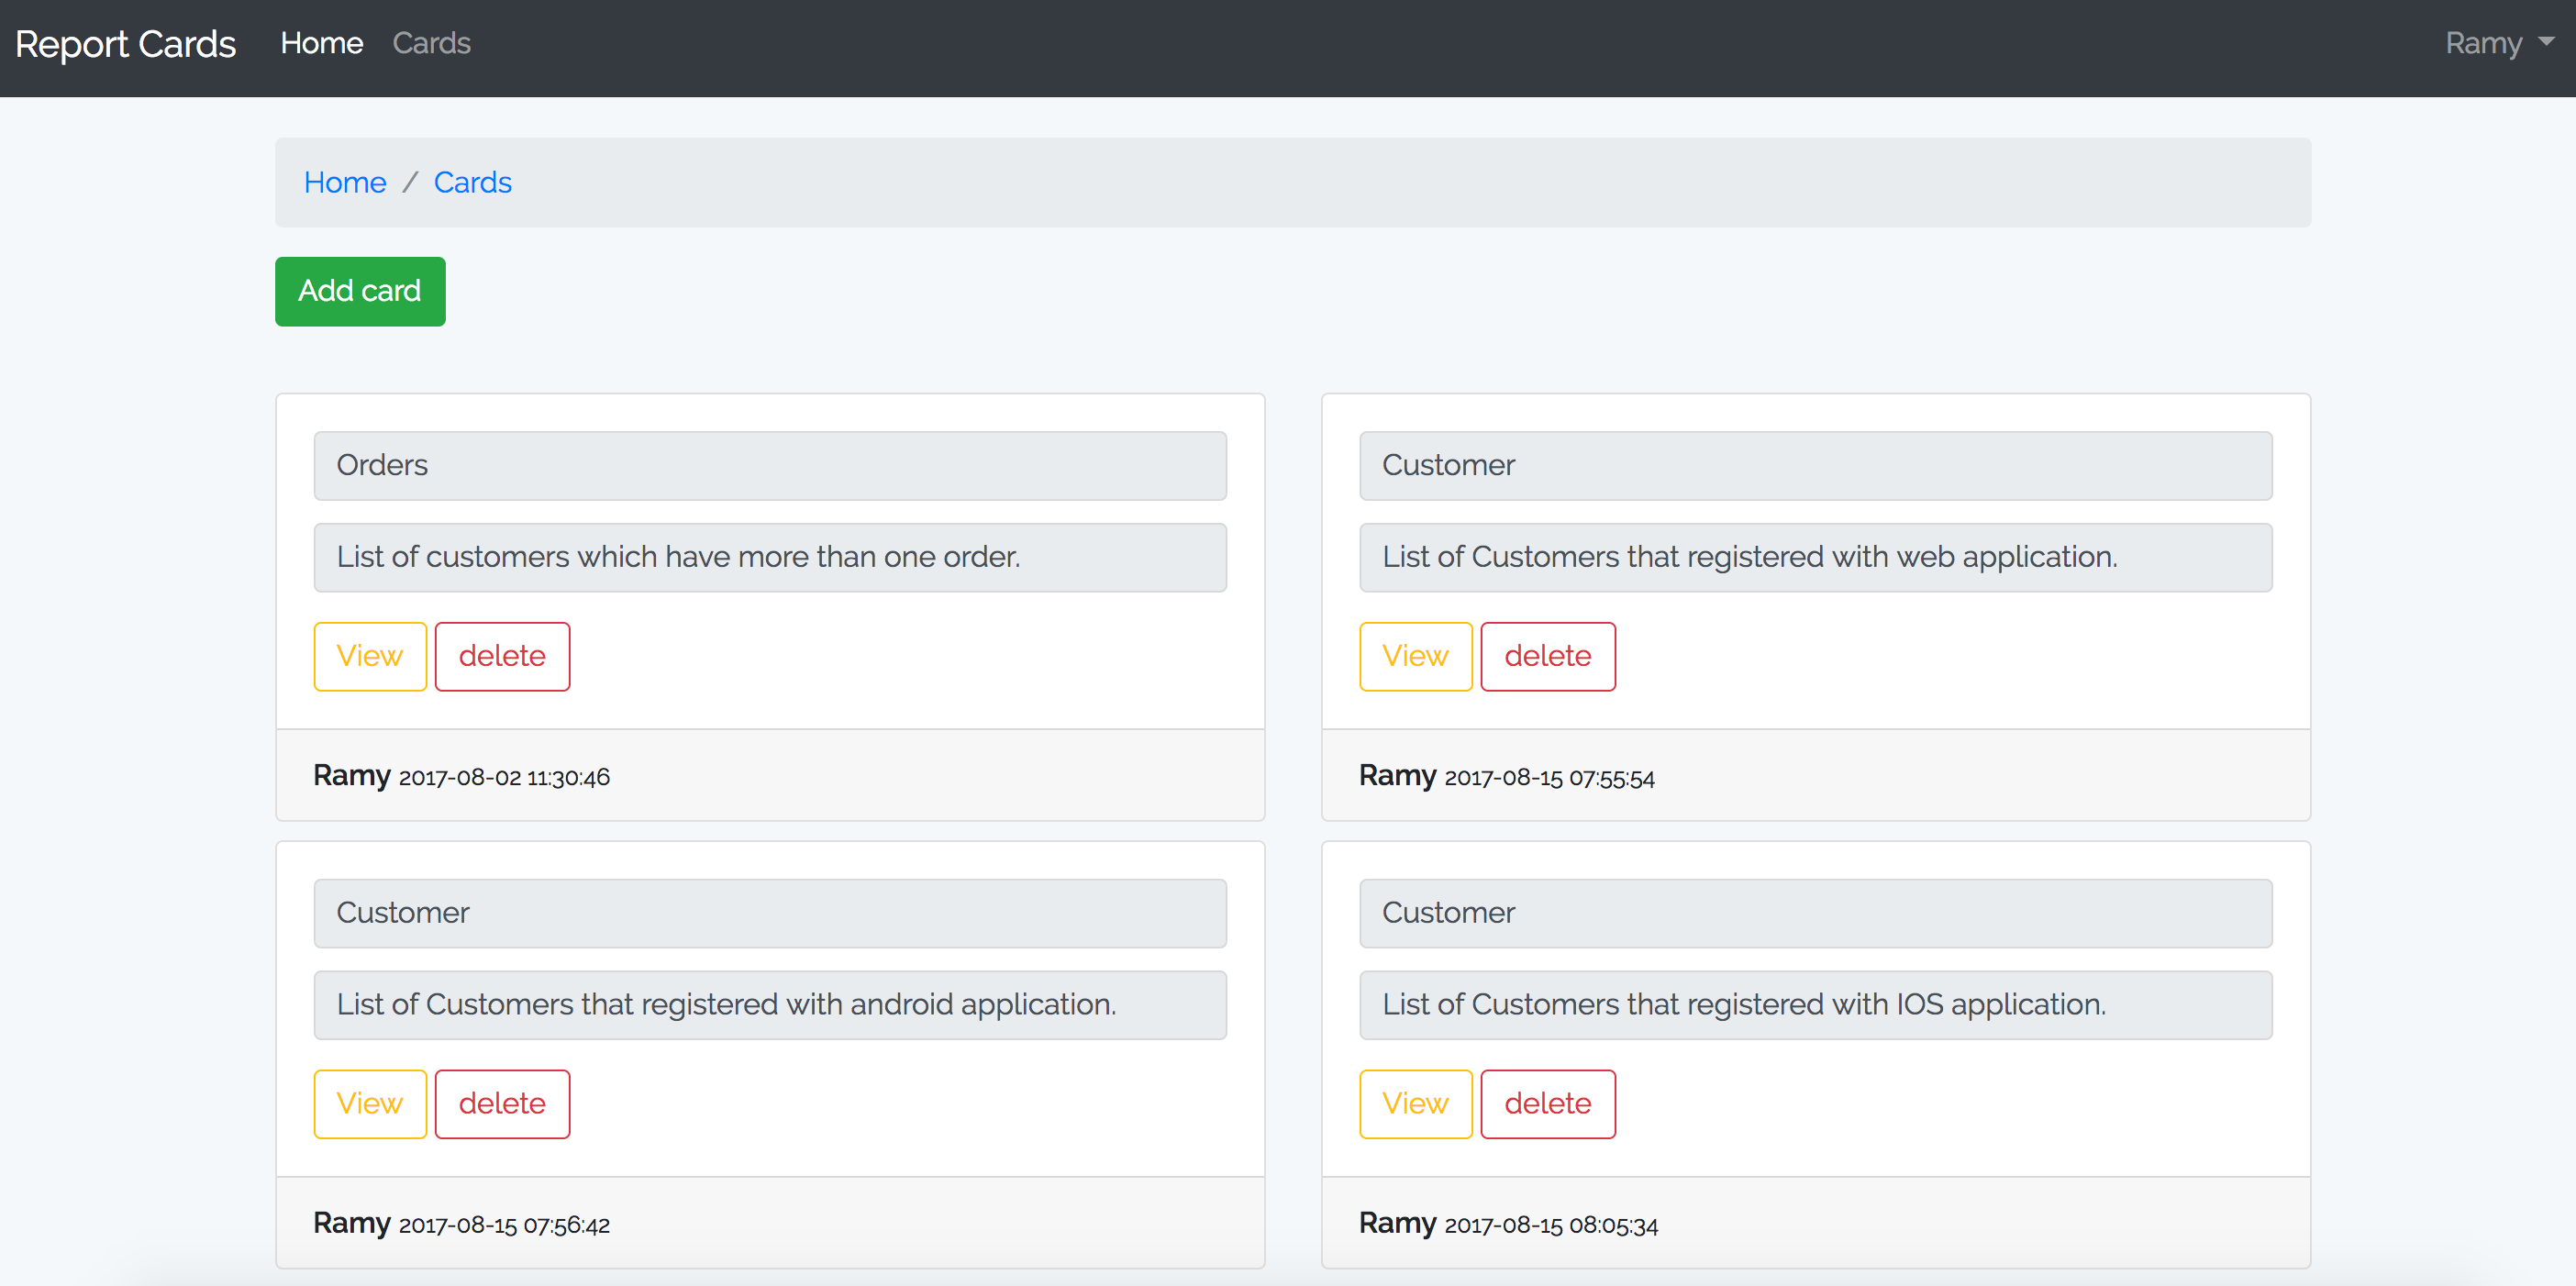 Report Cards Home Cards Ramy
Home / Cards
Add card
Orders
List of customers which have more than one order.
View delete
Ramy 2017-08-02 11:30:46
Customer
List of Customers that registered with web application.
View delete
Ramy 2017-08-15 07:55:54
Customer
List of Customers that registered with android application.
View delete
Ramy 2017-08-15 07:56:42
Customer
List of Customers that registered with IOS application.
View delete
Ramy 2017-08-15 08:05:34